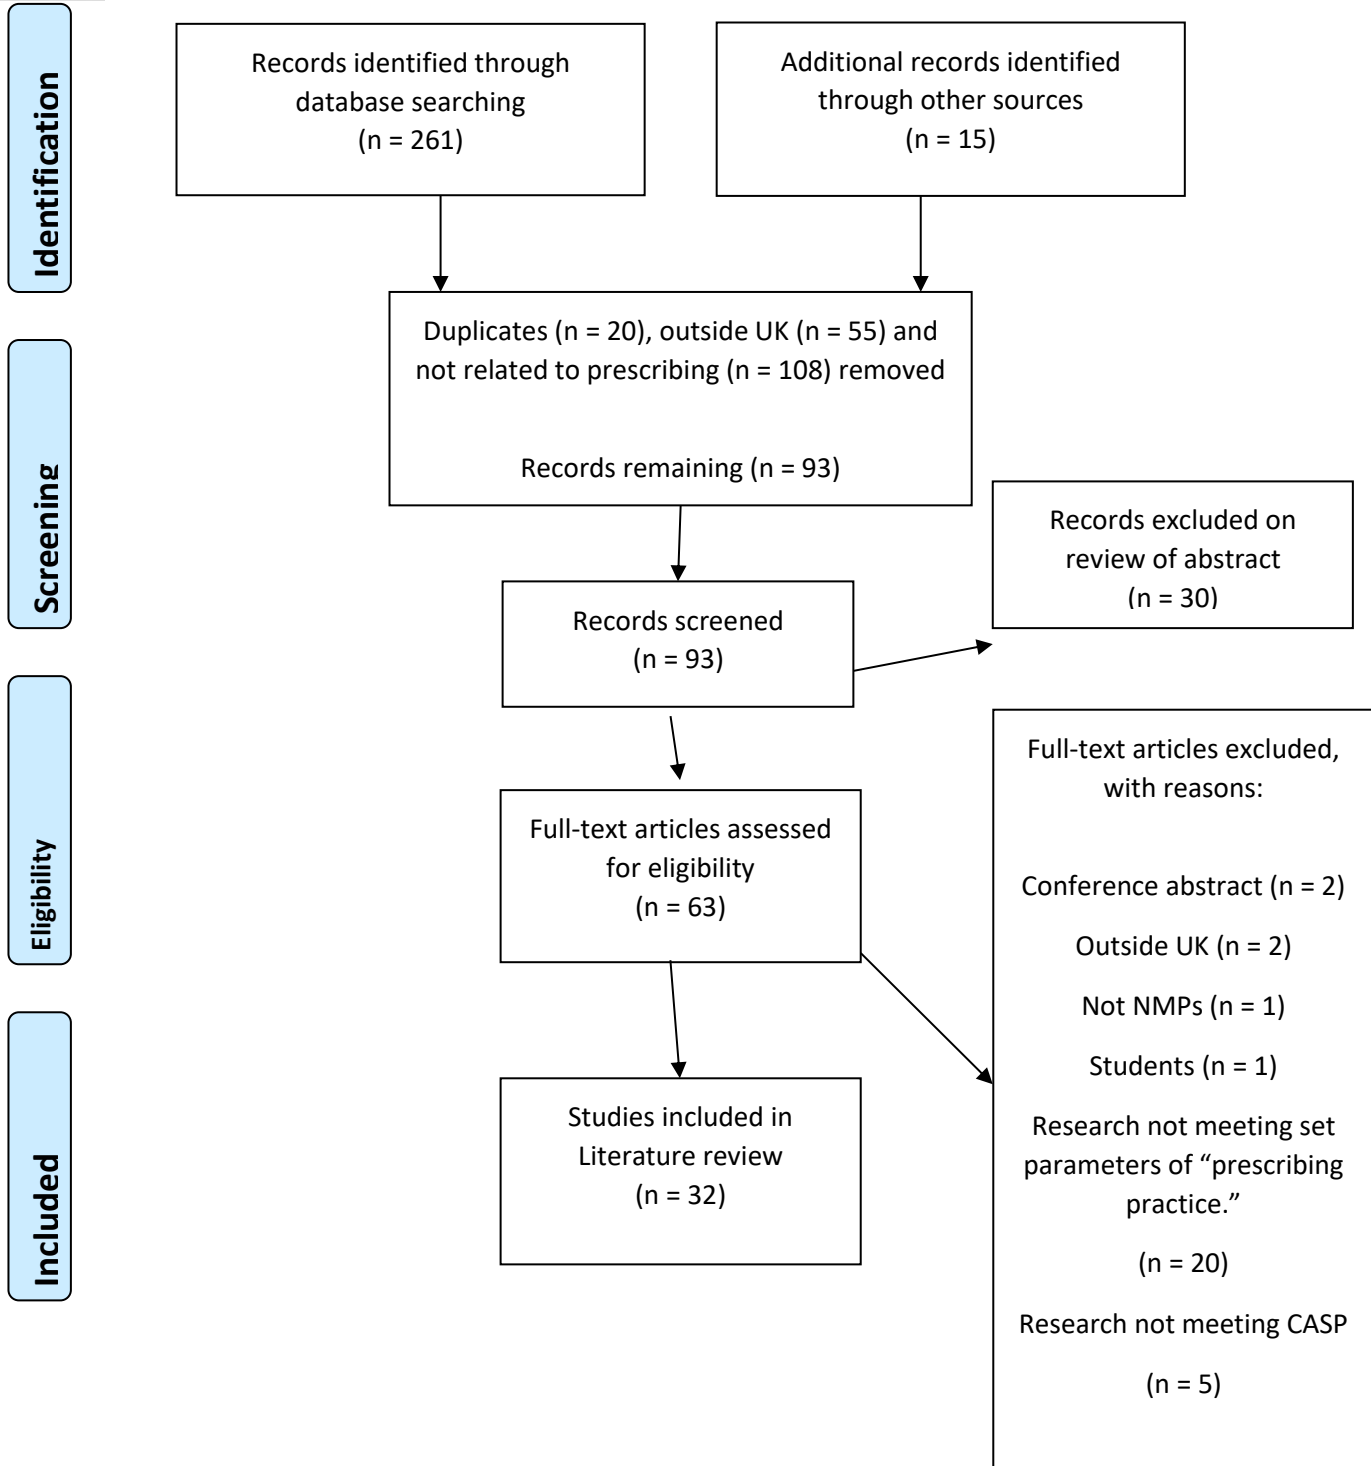 Identification
Records identified through
database searching
(n = 261)
Additional records identified
through other sources
(n = 15)
Duplicates (n = 20), outside UK (n = 55) and
not related to prescribing (n = 108) removed
Records remaining (n = 93)
Screening
Records screened
(n = 93)
Records excluded on
review of abstract
(n = 30)
Eligibility
Full-text articles assessed
for eligibility
(n = 63)
Full-text articles excluded,
with reasons:
Conference abstract (n = 2)
Outside UK (n = 2)
Not NMPs (n = 1)
Students (n = 1)
Research not meeting set
parameters of “prescribing
practice.”
(n = 20)
Research not meeting CASP
(n = 5)
Included
Studies included in
Literature review
(n = 32)